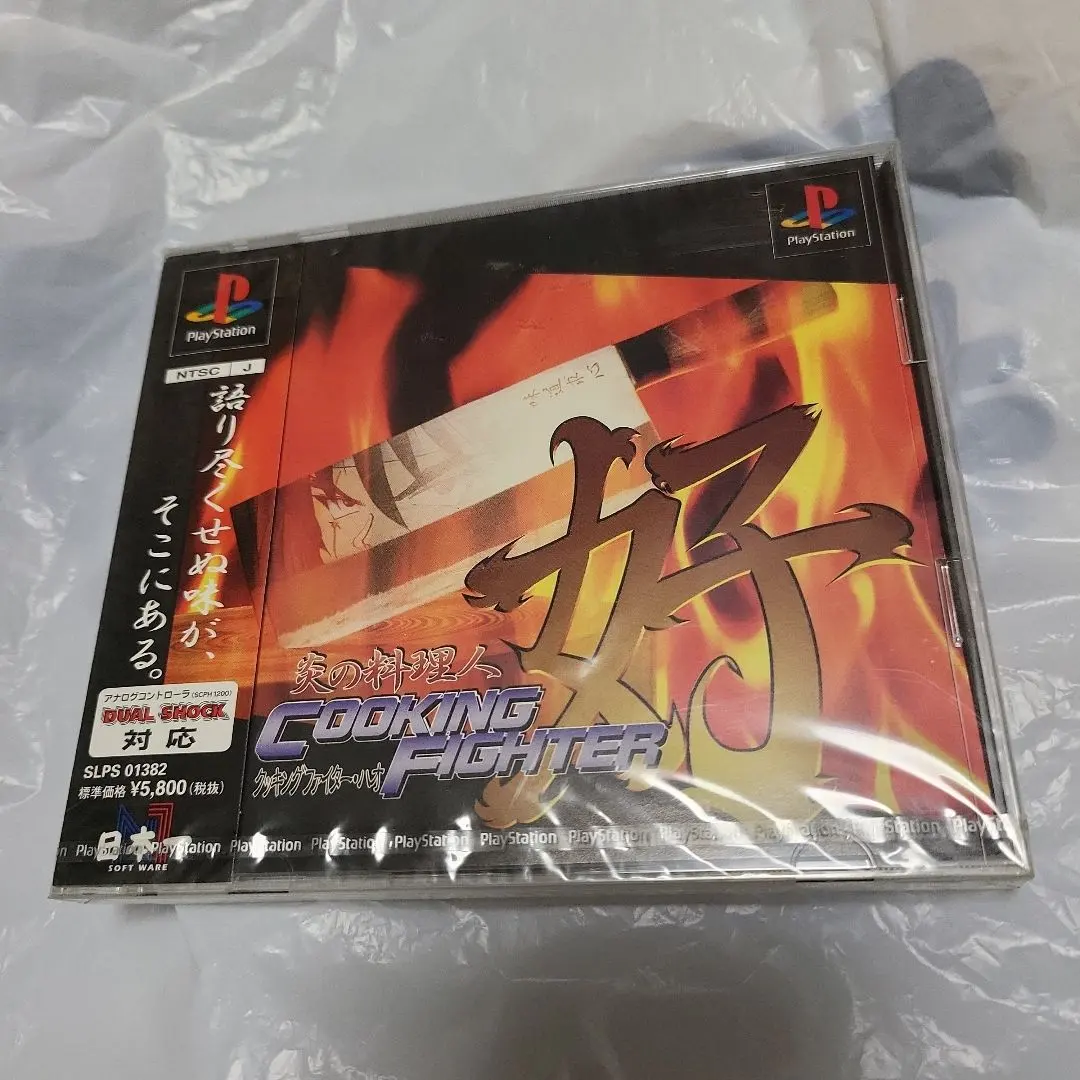 PlayStation
PlayStation
NTSC J
語り尽くせぬ味が、
そこにある。
アナログコントローラ(SCPH1200)
DUAL SHOCK
対応
SLPS 01382
標準価格 ¥5,800(税抜)
日本一
SOFT WARE
好
炎の料理人
COOKING
FIGHTER
クッキングファイター・ハオ
PlayStation PlayStation PlayStation PlayStation PlayStation PlayStation PlayStation PlayStation PlayStation PlayStation